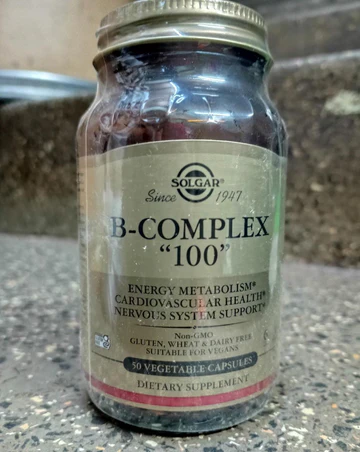 SOLGAR®
Since 1947
B-COMPLEX
"100"
ENERGY METABOLISM*
CARDIOVASCULAR HEALTH*
NERVOUS SYSTEM SUPPORT*
Non-GMO
GLUTEN, WHEAT & DAIRY FREE
SUITABLE FOR VEGANS
50 VEGETABLE CAPSULES
DIETARY SUPPLEMENT